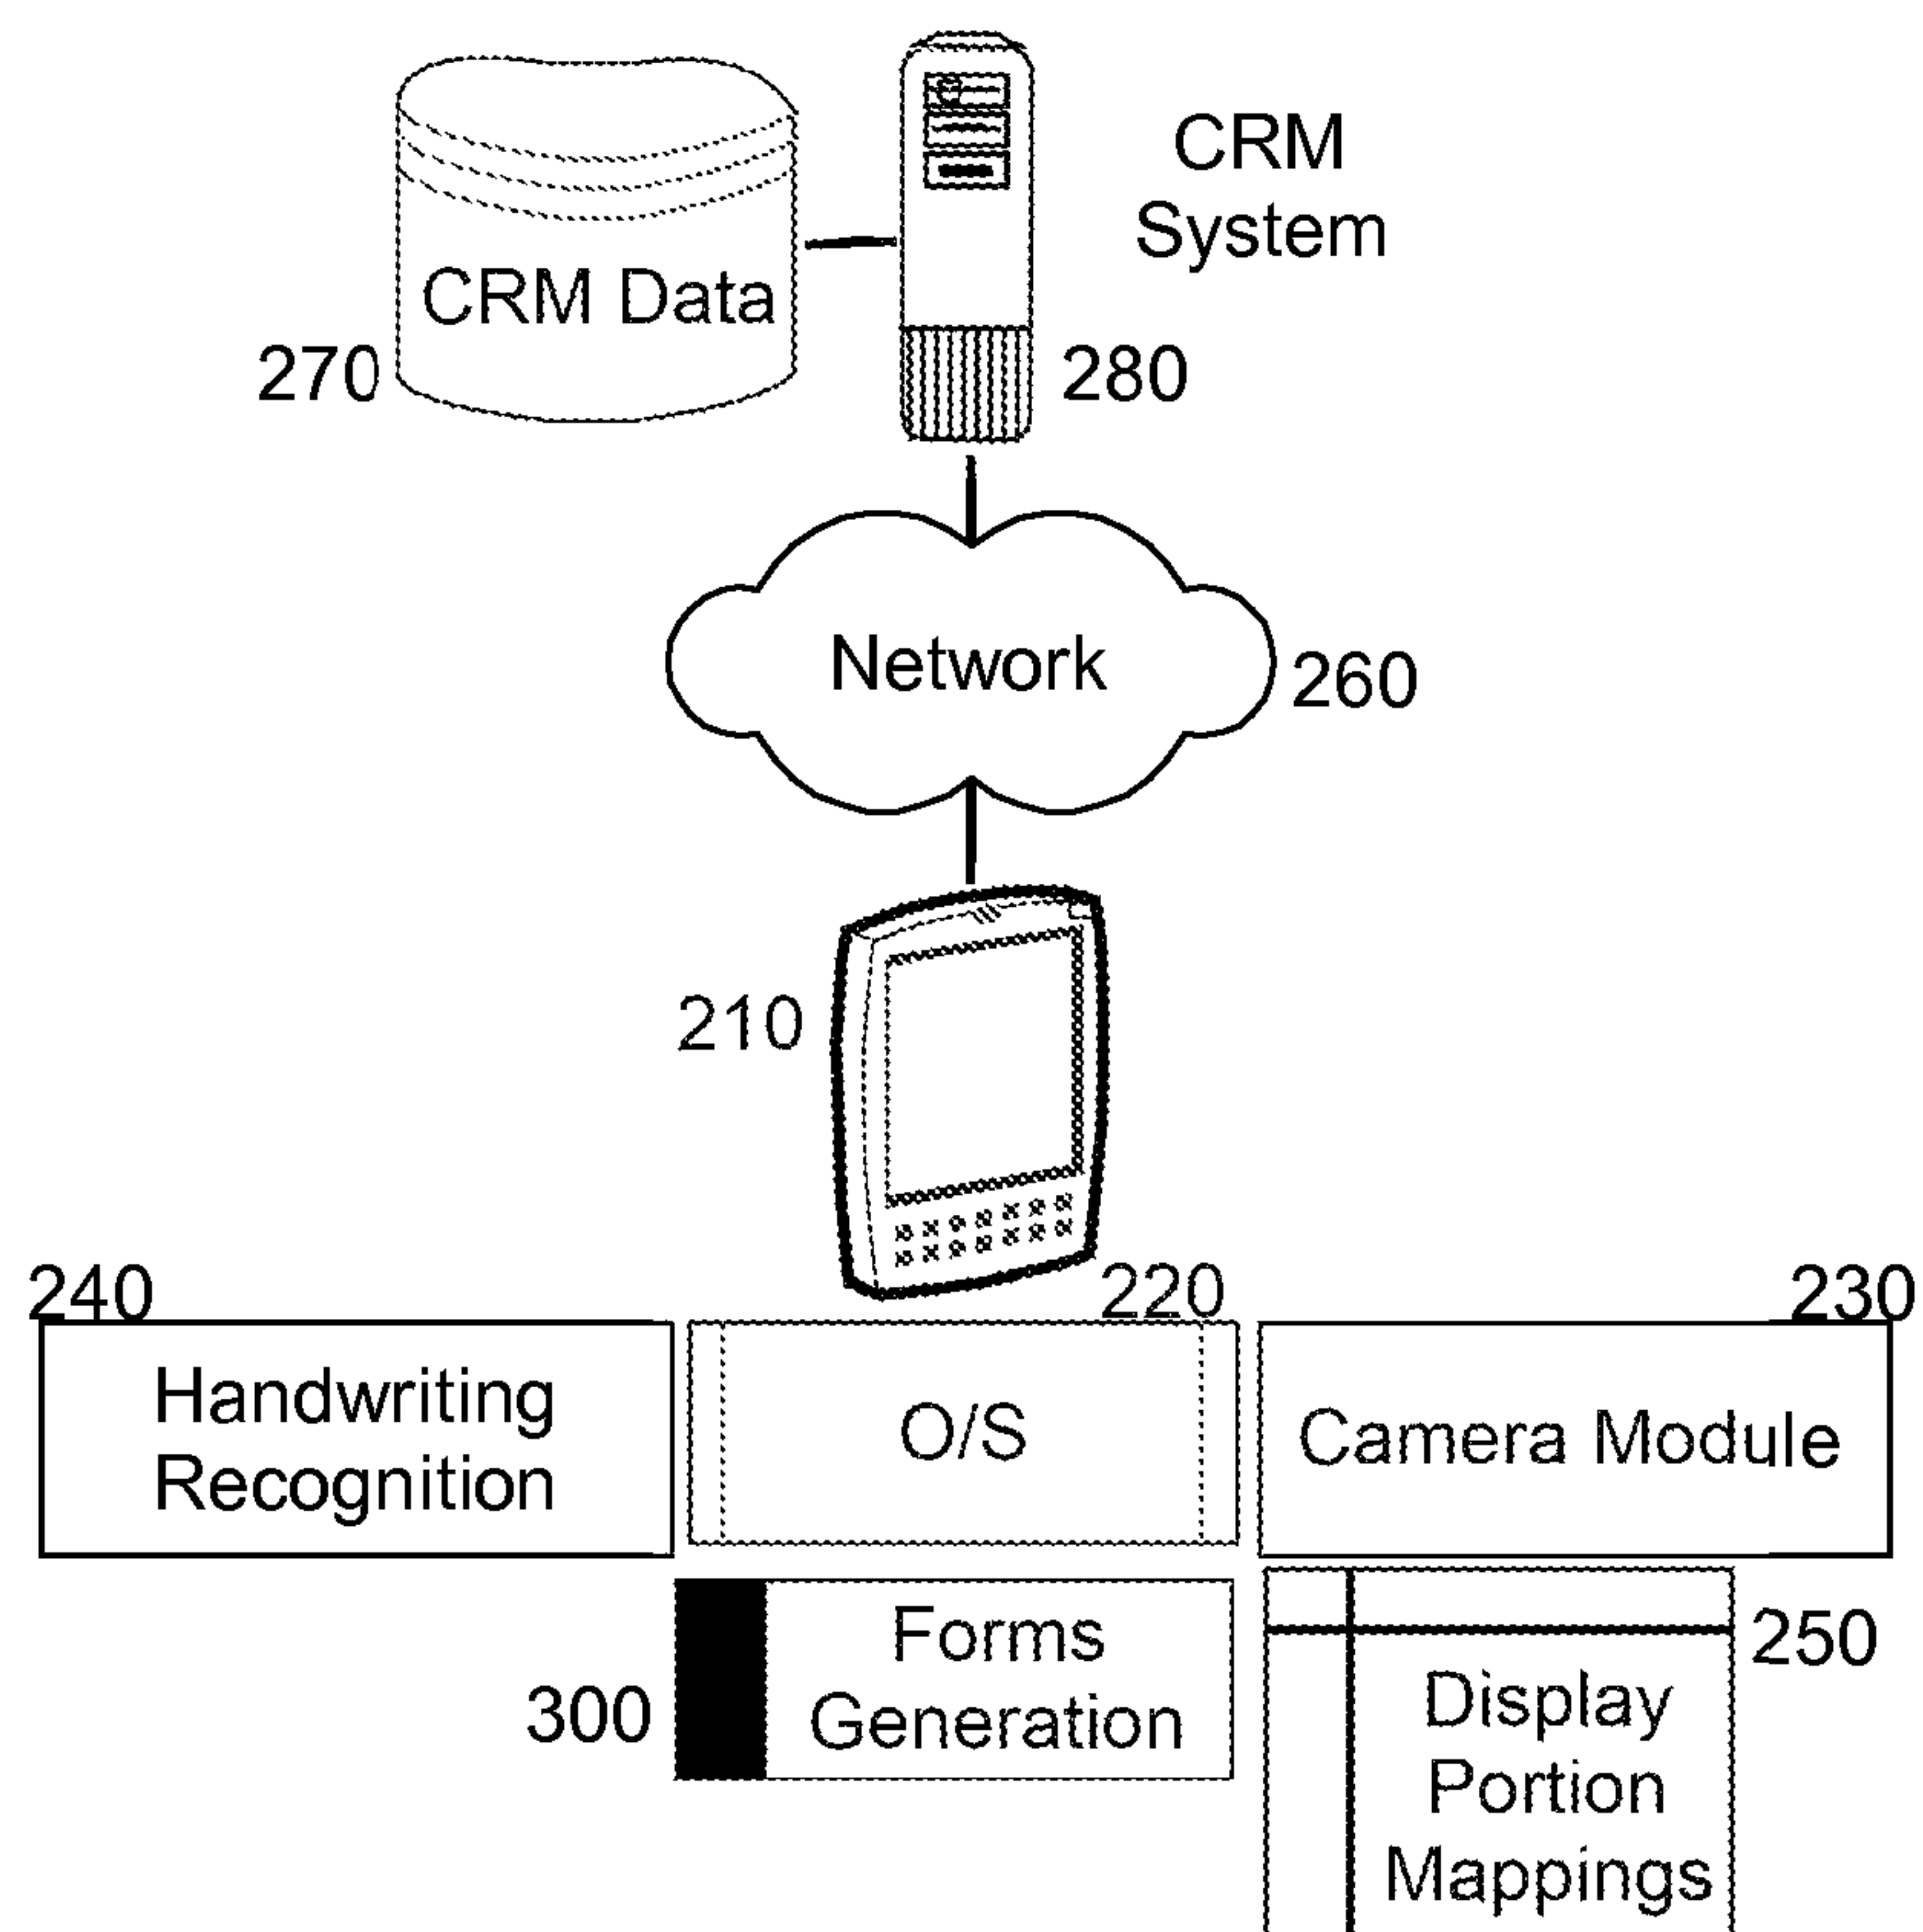 CRM
System
CRM Data
270
280
Network
260
210
240
220
230
Handwriting
Recognition
O/S
Camera Module
Forms
Generation
300
250
Display
Portion
Mappings